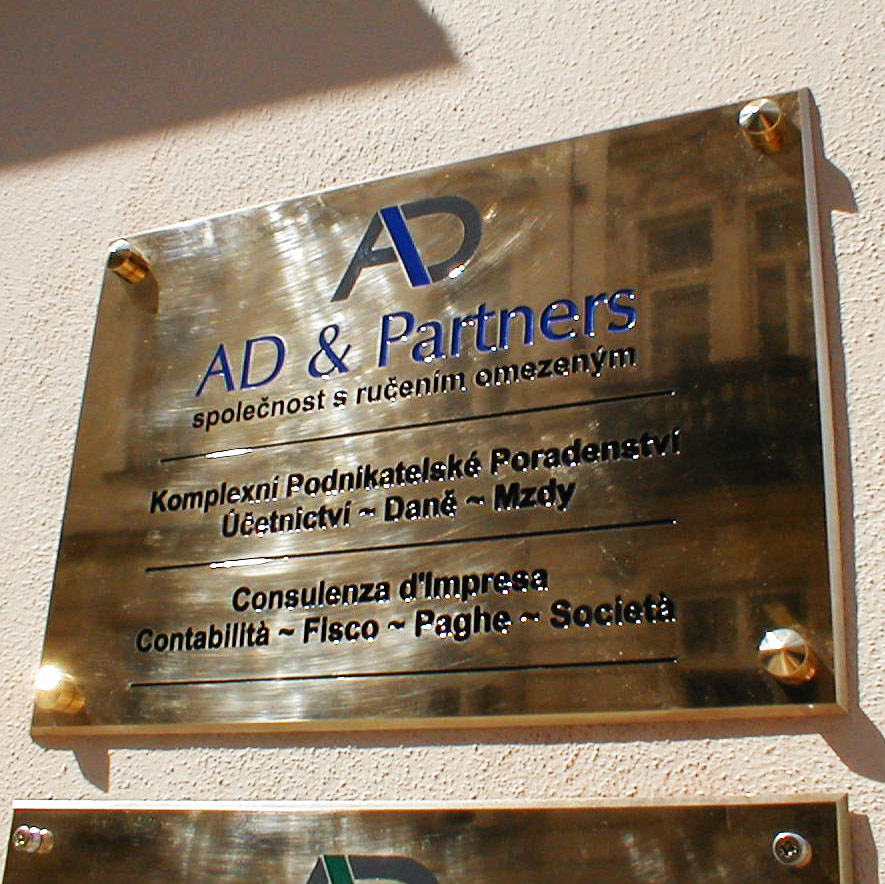 AD
AD & Partners
společnost s ručením omezeným
Komplexní Podnikatelské Poradenství
Účetnictví ~ Daně ~ Mzdy
Consulenza d'Impresa
Contabilità ~ Fisco ~ Paghe ~ Società